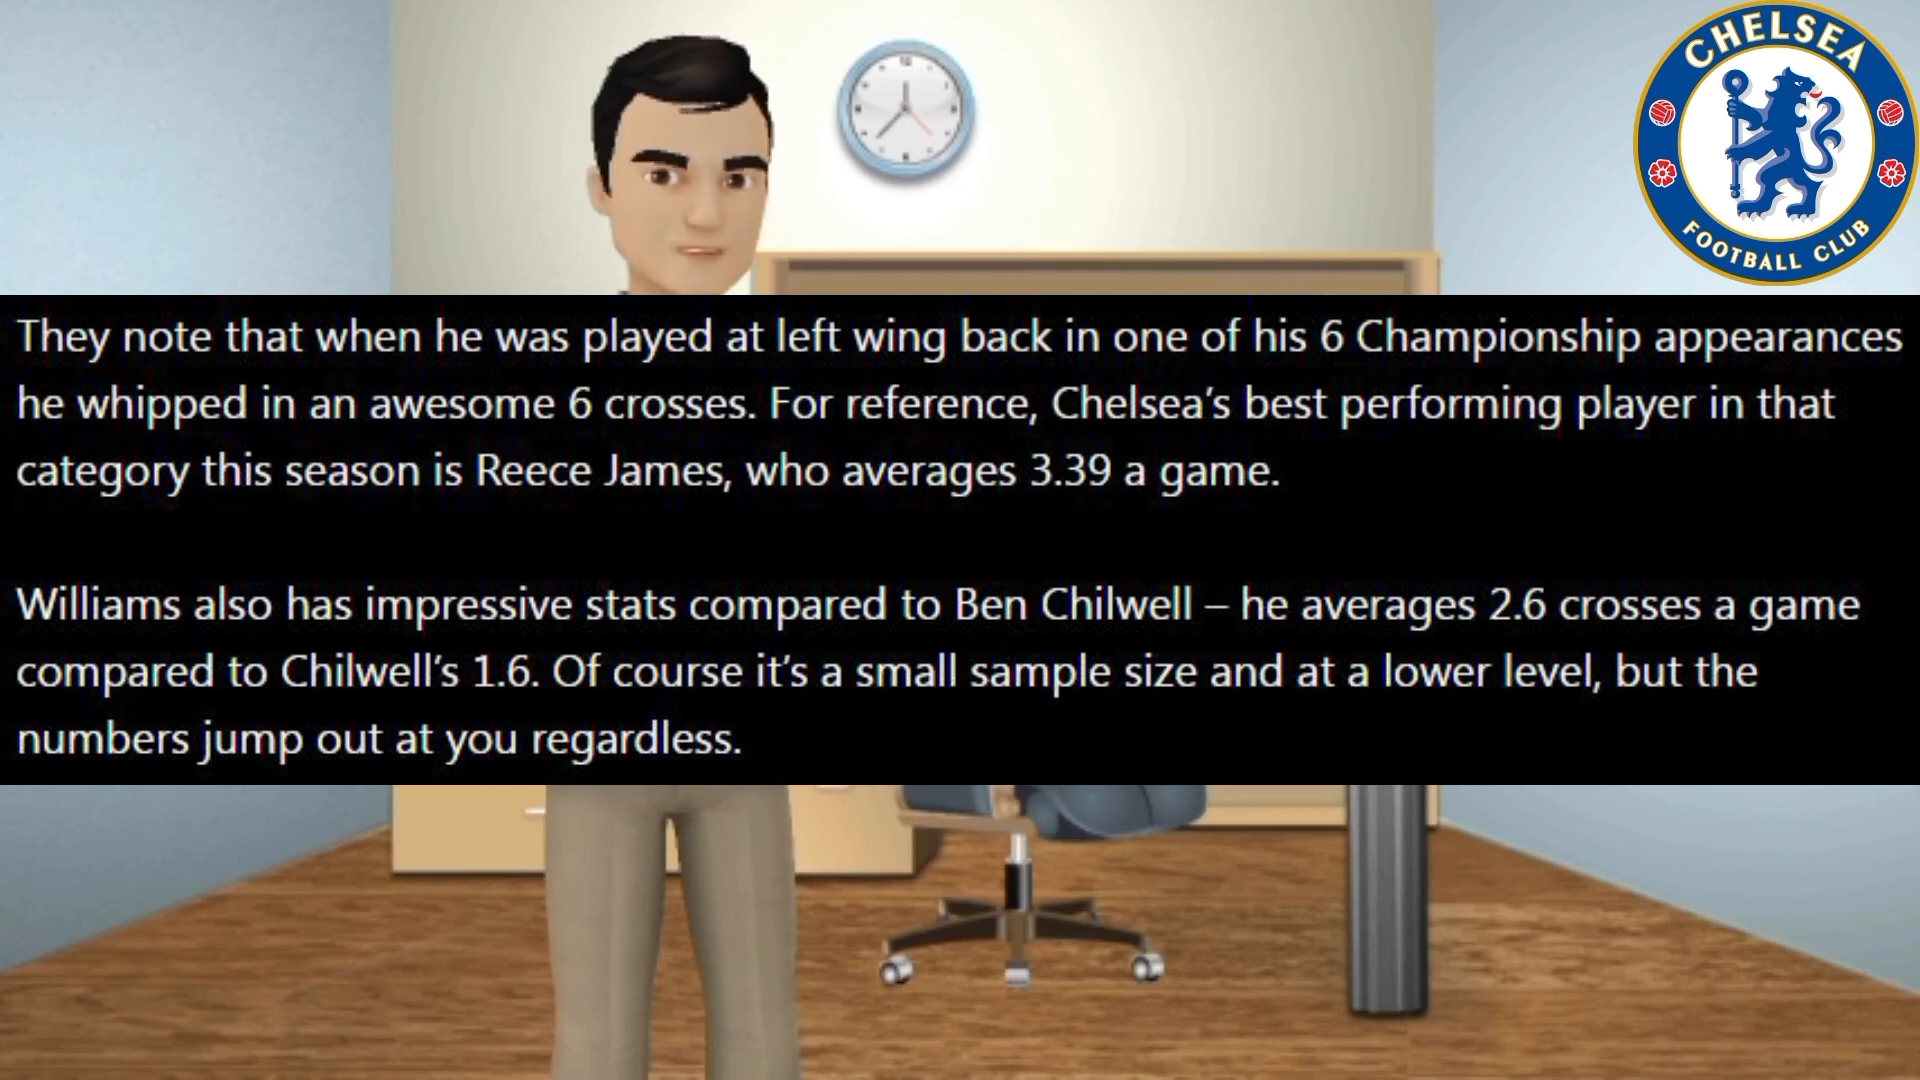 CHELSEA
FOOTBALL CLUB
They note that when he was played at left wing back in one of his 6 Championship appearances
he whipped in an awesome 6 crosses. For reference, Chelsea’s best performing player in that
category this season is Reece James, who averages 3.39 a game.
Williams also has impressive stats compared to Ben Chilwell – he averages 2.6 crosses a game
compared to Chilwell’s 1.6. Of course it’s a small sample size and at a lower level, but the
numbers jump out at you regardless.